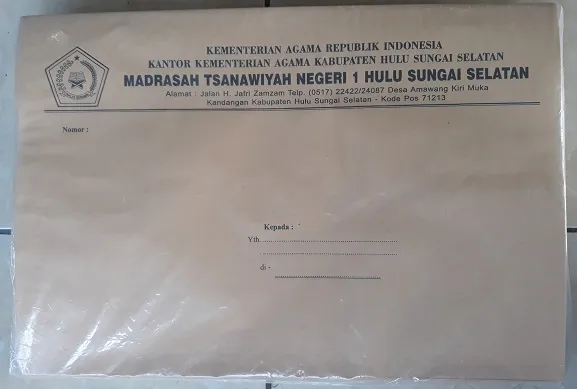 KEMENTERIAN AGAMA REPUBLIK INDONESIA
KANTOR KEMENTERIAN AGAMA KABUPATEN HULU SUNGAI SELATAN
MADRASAH TSANAWIYAH NEGERI 1 HULU SUNGAI SELATAN
Alamat : Jalan H. Jafri Zamzam Telp. (0517) 22422/24087 Desa Amawang Kiri Muka
Kandangan Kabupaten Hulu Sungai Selatan - Kode Pos 71213
Nomor :
Kepada :
Yth. ................................................
................................................
di -